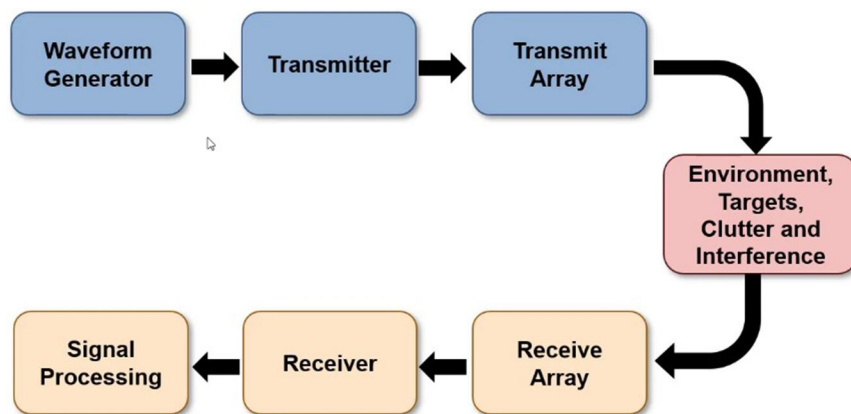 Waveform
Generator
Transmitter
Transmit
Array
Environment,
Targets,
Clutter and
Interference
Signal
Processing
Receiver
Receive
Array